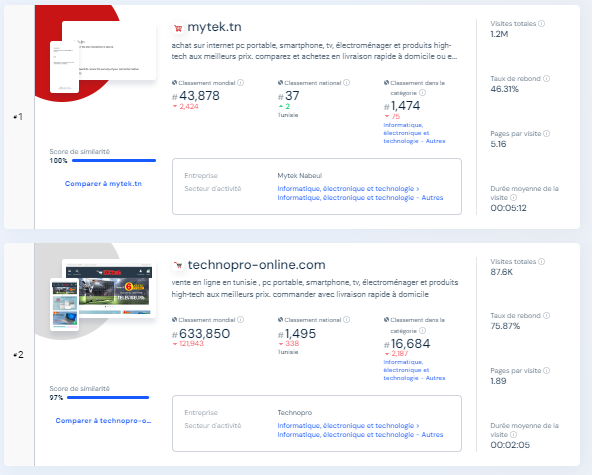 #1
mytek.tn
achat sur internet pc portable, smartphone, tv, électroménager et produits high-
tech aux meilleurs prix. comparez et achetez en livraison rapide à domicile ou e...
Classement mondial
#43,878
2,424
Classement national
#37
2
Tunisie
Classement dans la
catégorie
#1,474
75
Informatique,
électronique et
technologie - Autres
Score de similarité
100%
Comparer à mytek.tn
Entreprise Mytek Nabeul
Secteur d'activité Informatique, électronique et technologie >
Informatique, électronique et technologie - Autres
Visites totales
1.2M
Taux de rebond
46.31%
Pages par visite
5.16
Durée moyenne de la
visite
00:05:12
#2
technopro-online.com
vente en ligne en tunisie , pc portable, smartphone, tv, électroménager et produits
high-tech aux meilleurs prix. commander avec livraison rapide à domicile
Classement mondial
#633,850
121,943
Classement national
#1,495
338
Tunisie
Classement dans la
catégorie
#16,684
2,187
Informatique,
électronique et
technologie - Autres
Score de similarité
97%
Comparer à technopro-o...
Entreprise Technopro
Secteur d'activité Informatique, électronique et technologie >
Informatique, électronique et technologie - Autres
Visites totales
87.6K
Taux de rebond
75.87%
Pages par visite
1.89
Durée moyenne de la
visite
00:02:05